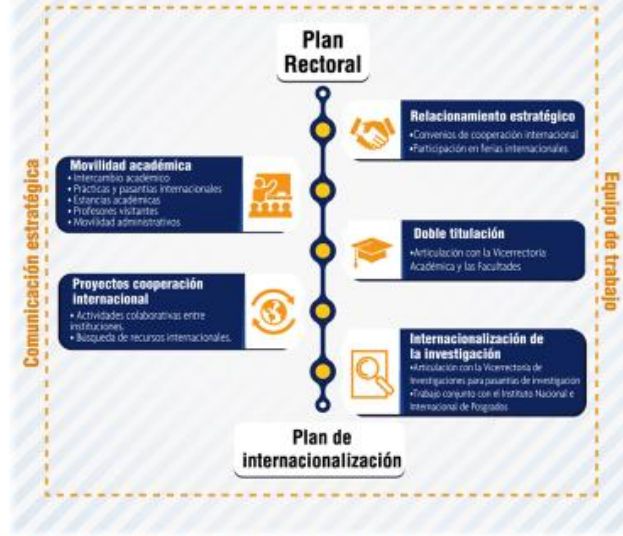 Plan
Rectoral
Relacionamiento estratégico
•Convenios de cooperación internacional
•Participación en ferias internacionales
Movilidad académica
• Intercambio académico
• Prácticas y pasantías internacionales
• Estancias académicas
• Profesores visitantes
• Movilidad administrativos
Doble titulación
•Articulación con la Vicerrectoría
Académica y las Facultades
Proyectos cooperación
internacional
• Actividades colaborativas entre
instituciones.
• Búsqueda de recursos internacionales.
Internacionalización de
la investigación
•Articulación con la Vicerrectoría de
Investigaciones para pasantías de investigación
•Trabajo conjunto con el Instituto Nacional e
Internacional de Posgrados
Plan de
internacionalización
Comunicación estratégica
Equipo de trabajo